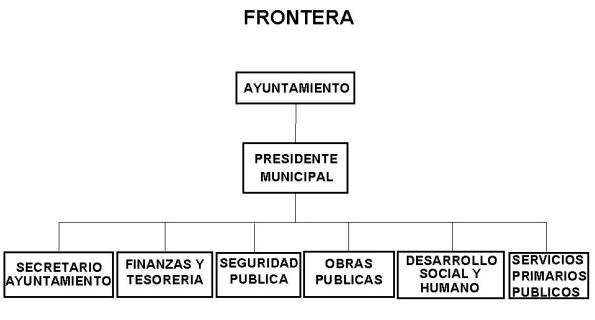 FRONTERA
AYUNTAMIENTO
PRESIDENTE
MUNICIPAL
SECRETARIO
AYUNTAMIENTO
FINANZAS Y
TESORERIA
SEGURIDAD
PUBLICA
OBRAS
PUBLICAS
DESARROLLO
SOCIAL Y
HUMANO
SERVICIOS
PRIMARIOS
PUBLICOS